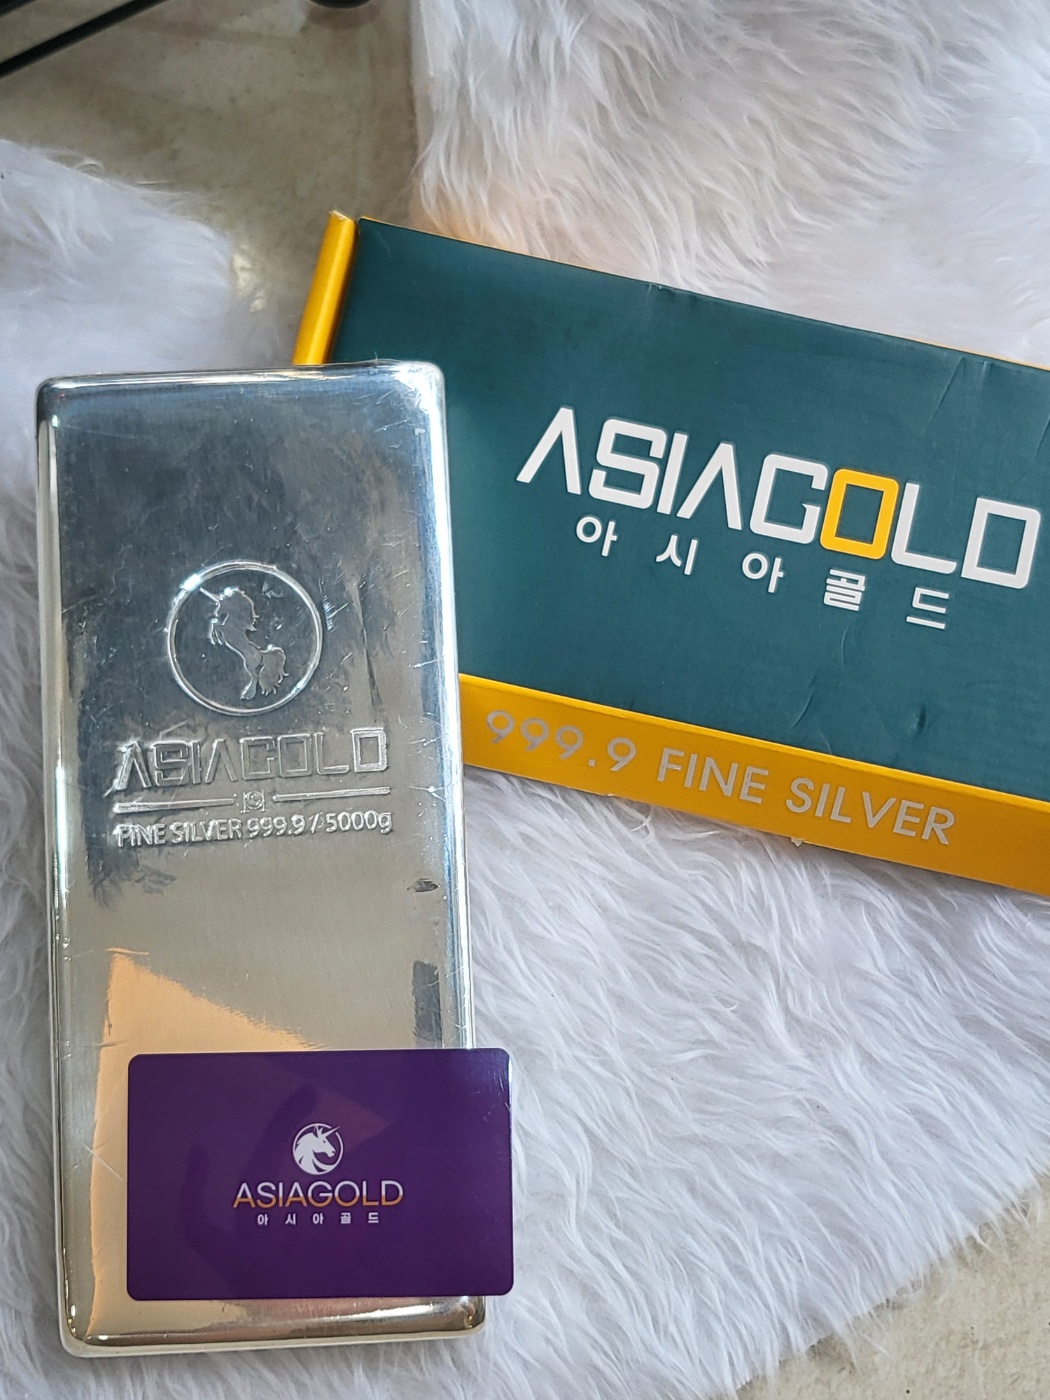 ASIAGOLD
아시아골드
999.9 FINE SILVER
ASIAGOLD
FINE SILVER 999.9 / 5000g
ASIAGOLD
아시아골드